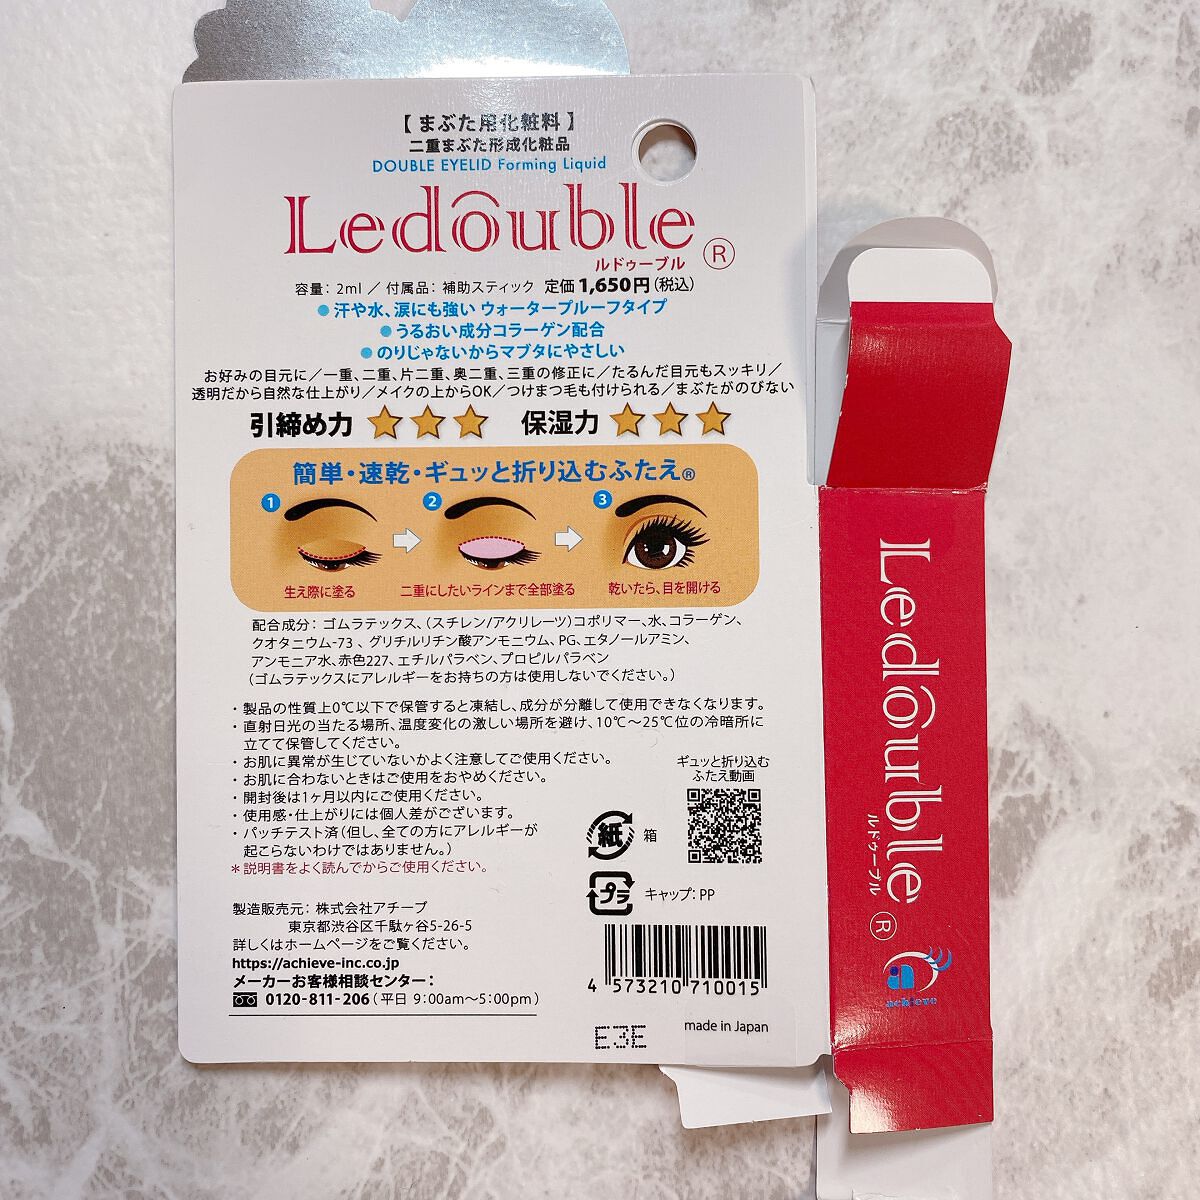 【 まぶた用化粧料 】
二重まぶた形成化粧品
DOUBLE EYELID Forming Liquid
Ledouble
ルドゥーブル ®
容量: 2ml ／ 付属品: 補助スティック 定価1,650円(税込)
● 汗や水、涙にも強い ウォータープルーフタイプ
● うるおい成分コラーゲン配合
● のりじゃないからマブタにやさしい
お好みの目元に／一重、二重、片二重、奥二重、三重の修正に／たるんだ目元もスッキリ／
透明だから自然な仕上がり／メイクの上からOK／つけまつ毛も付けられる／まぶたがのびない
引締め力 ★★★ 保湿力 ★★★
簡単・速乾・ギュッと折り込むふたえ®
1 2 3
生え際に塗る 二重にしたいラインまで全部塗る 乾いたら、目を開ける
配合成分: ゴムラテックス、(スチレン/アクリレーツ)コポリマー、水、コラーゲン、
クオタニウム-73 、グリチルリチン酸アンモニウム、PG、エタノールアミン、
アンモニア水、赤色227、エチルパラベン、プロピルパラベン
(ゴムラテックスにアレルギーをお持ちの方は使用しないでください。)
・製品の性質上0℃以下で保管すると凍結し、成分が分離して使用できなくなります。
・直射日光の当たる場所、温度変化の激しい場所を避け、10℃～25℃位の冷暗所に
立てて保管してください。
・お肌に異常が生じていないかよく注意してご使用ください。
・お肌に合わないときはご使用をおやめください。
・開封後は1ヶ月以内にご使用ください。
・使用感・仕上がりには個人差がございます。
・パッチテスト済(但し、全ての方にアレルギーが
起こらないわけではありません。)
＊説明書をよく読んでからご使用ください。
ギュッと折り込む
ふたえ動画
紙 箱
プラ キャップ: PP
製造販売元: 株式会社アチーブ
東京都渋谷区千駄ヶ谷5-26-5
詳しくはホームページをご覧ください。
https://achieve-inc.co.jp
メーカーお客様相談センター:
0120-811-206 (平日 9:00am～5:00pm)
4 573210 710015
made in Japan
E3E
Ledouble
ルドゥーブル ®
achieve